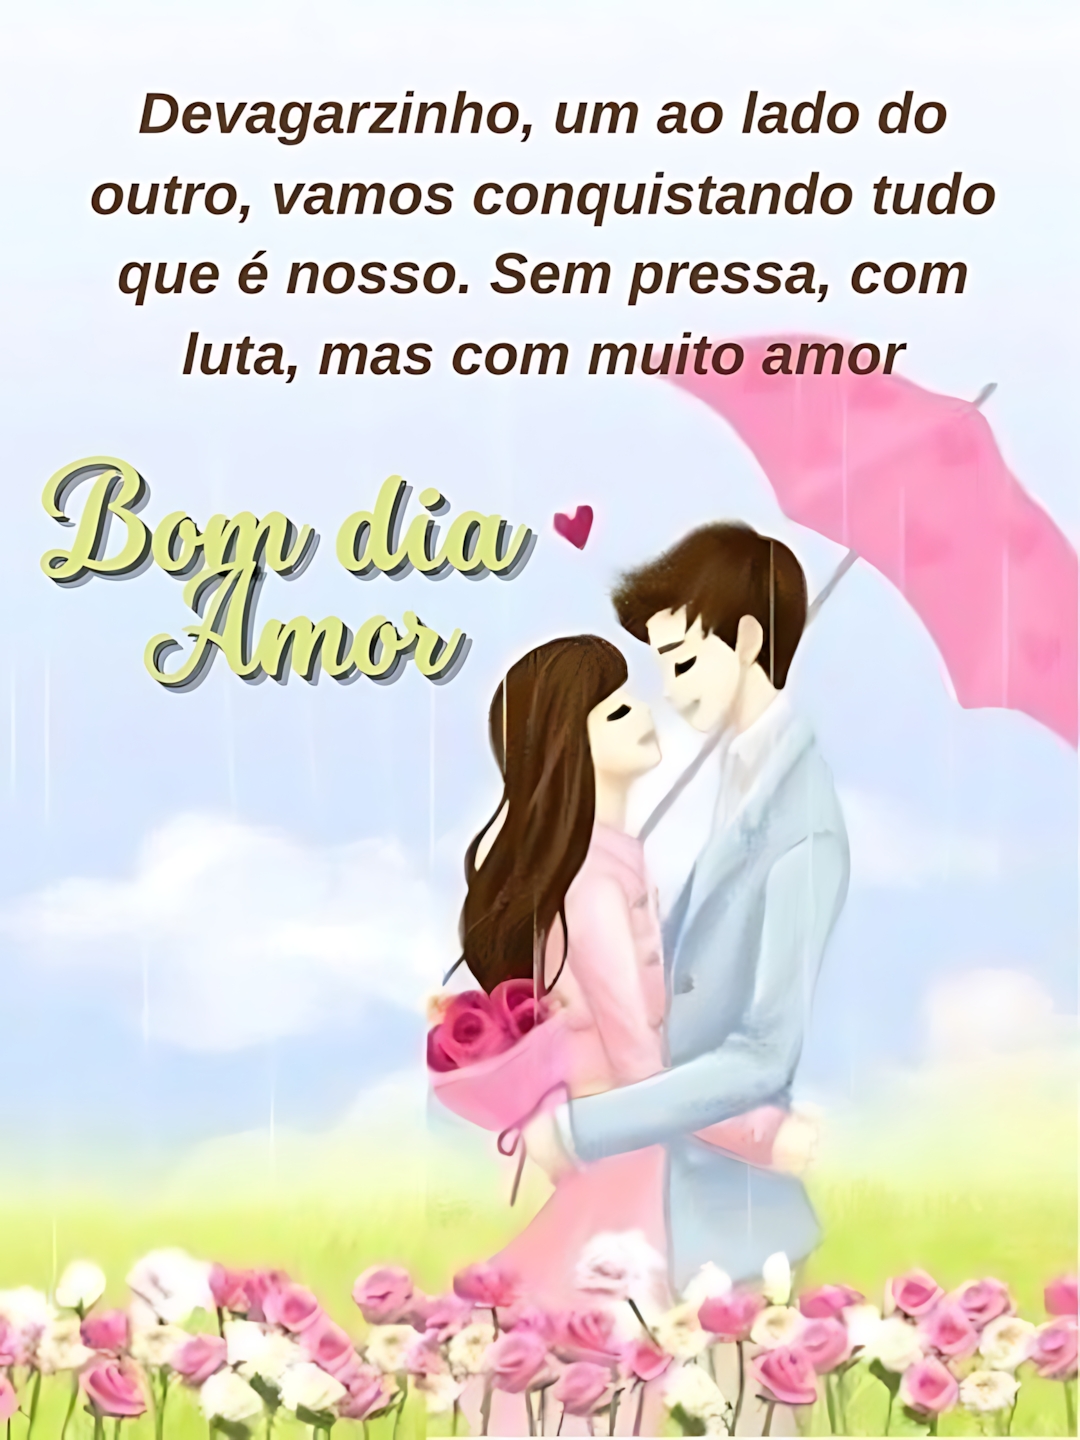 Devagarzinho, um ao lado do
outro, vamos conquistando tudo
que é nosso. Sem pressa, com
luta, mas com muito amor
Bom dia
Amor